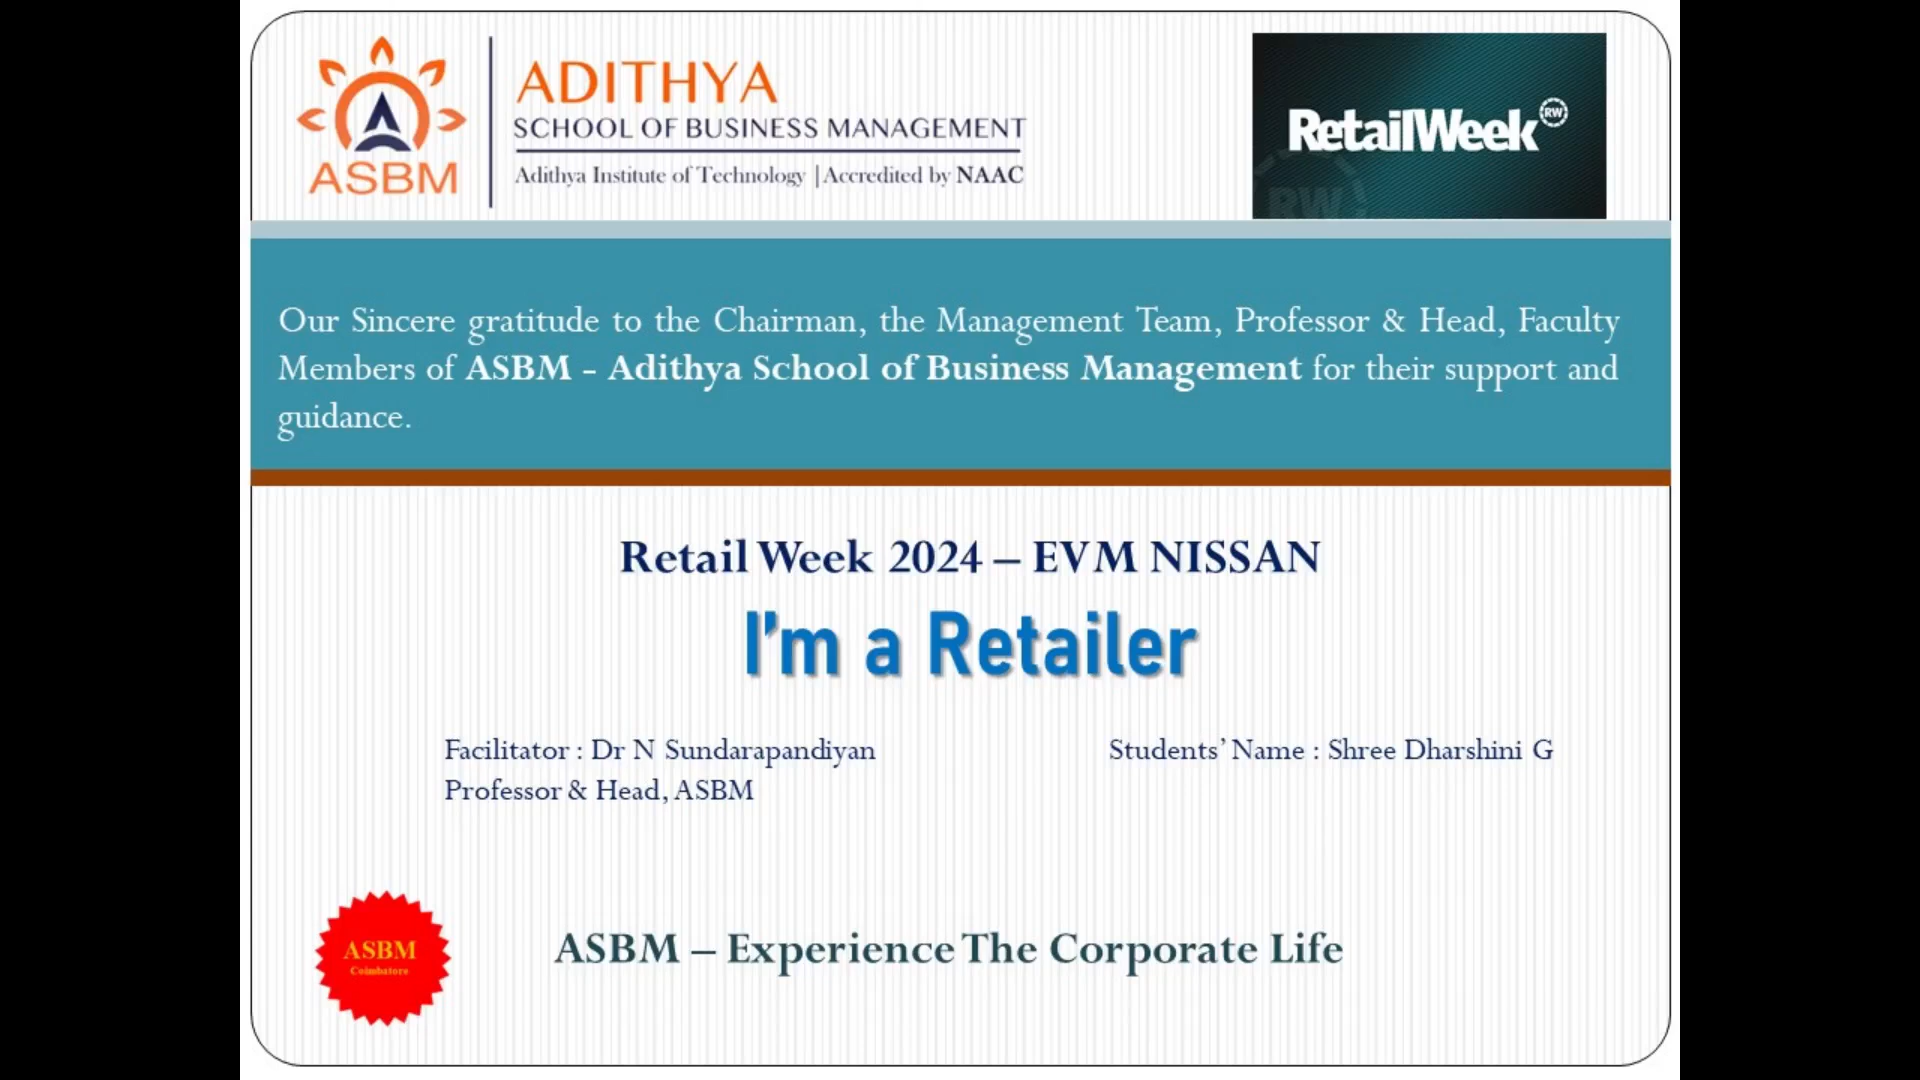 ASBM
ADITHYA
SCHOOL OF BUSINESS MANAGEMENT
Adithya Institute of Technology | Accredited by NAAC
RetailWeek RW
RW
Our Sincere gratitude to the Chairman, the Management Team, Professor & Head, Faculty
Members of ASBM - Adithya School of Business Management for their support and
guidance.
Retail Week 2024 – EVM NISSAN
I'm a Retailer
Facilitator : Dr N Sundarapandiyan
Professor & Head, ASBM
Students' Name : Shree Dharshini G
ASBM
Coimbatore
ASBM – Experience The Corporate Life